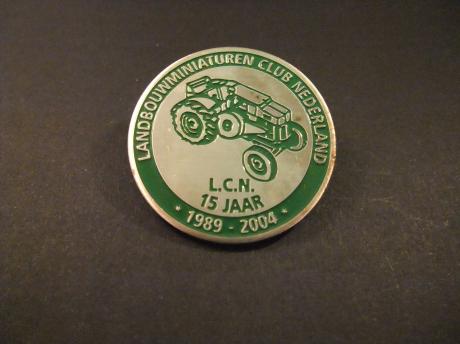 LANDBOUWMINIATUREN CLUB NEDERLAND
L.C.N.
15 JAAR
· 1989 - 2004 ·